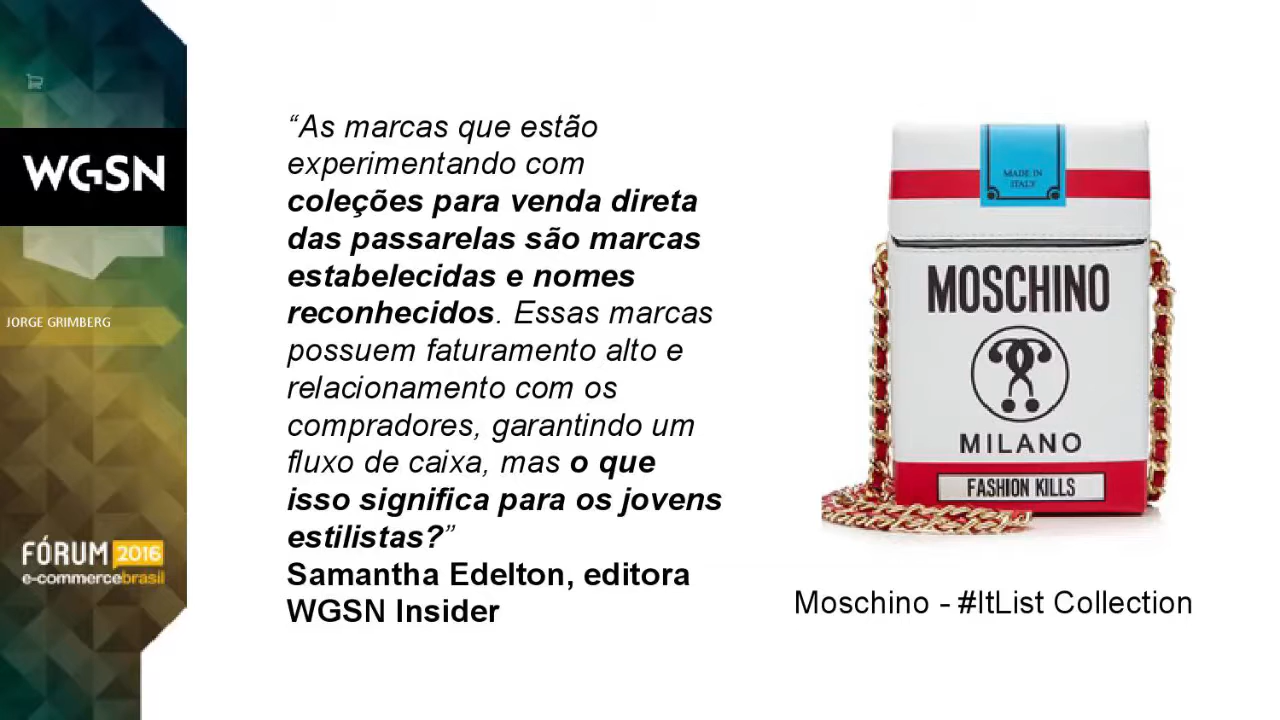 WGSN
JORGE GRIMBERG
FÓRUM 2016
e-commercebrasil
“As marcas que estão
experimentando com
coleções para venda direta
das passarelas são marcas
estabelecidas e nomes
reconhecidos. Essas marcas
possuem faturamento alto e
relacionamento com os
compradores, garantindo um
fluxo de caixa, mas o que
isso significa para os jovens
estilistas?”
Samantha Edelton, editora
WGSN Insider
MADE IN
ITALY
MOSCHINO
MILANO
FASHION KILLS
Moschino - #ItList Collection